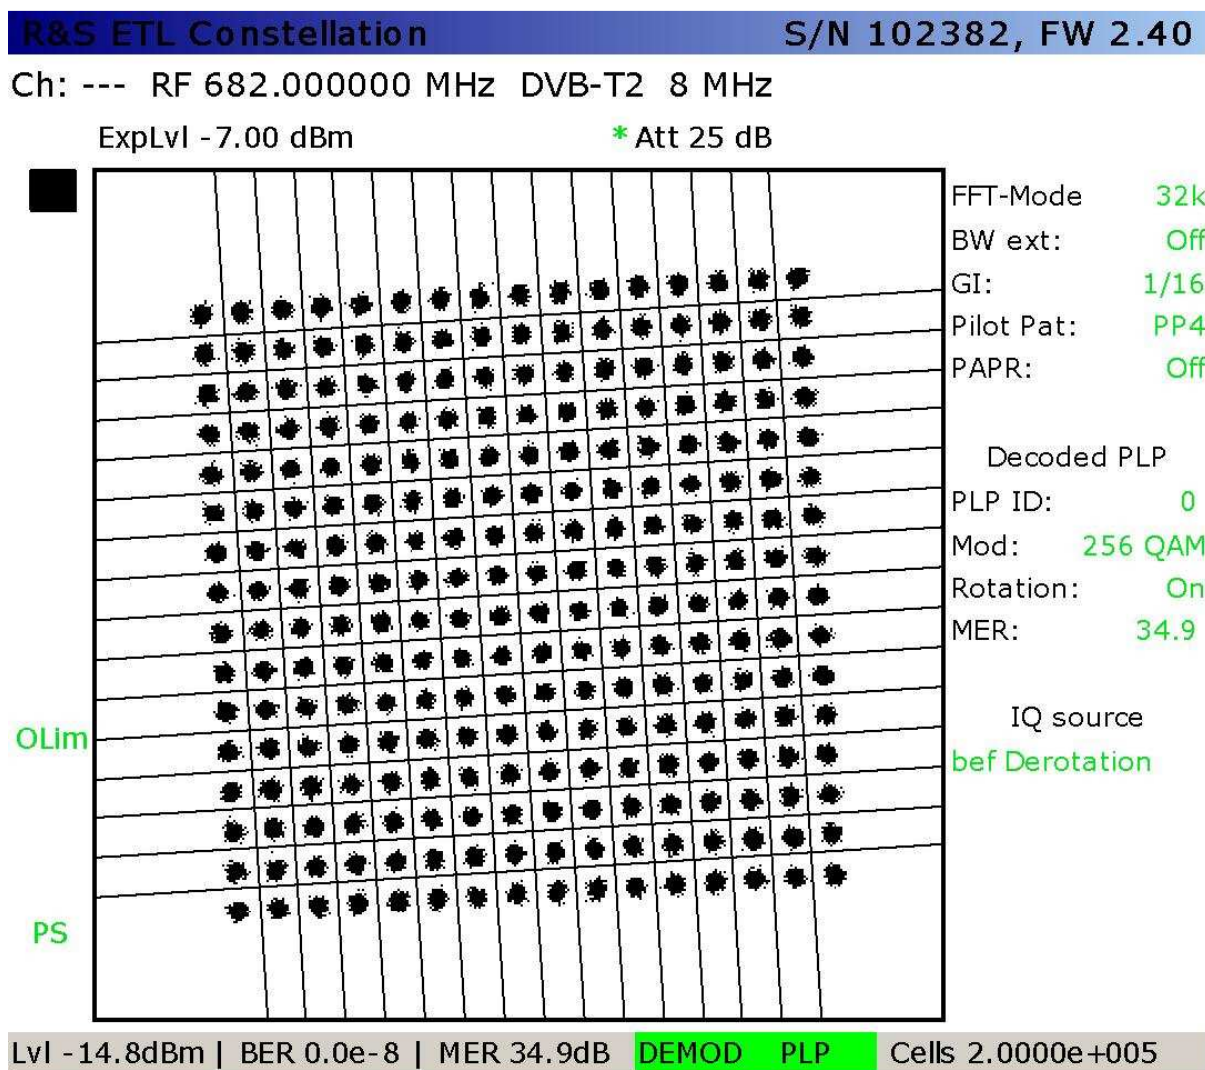 R&S ETL Constellation S/N 102382, FW 2.40
Ch: --- RF 682.000000 MHz DVB-T2 8 MHz
ExpLvl -7.00 dBm * Att 25 dB
FFT-Mode 32k
BW ext: Off
GI: 1/16
Pilot Pat: PP4
PAPR: Off
Decoded PLP
PLP ID: 0
Mod: 256 QAM
Rotation: On
MER: 34.9
IQ source
bef Derotation
OLim
PS
Lvl -14.8dBm | BER 0.0e-8 | MER 34.9dB DEMOD PLP Cells 2.0000e+005